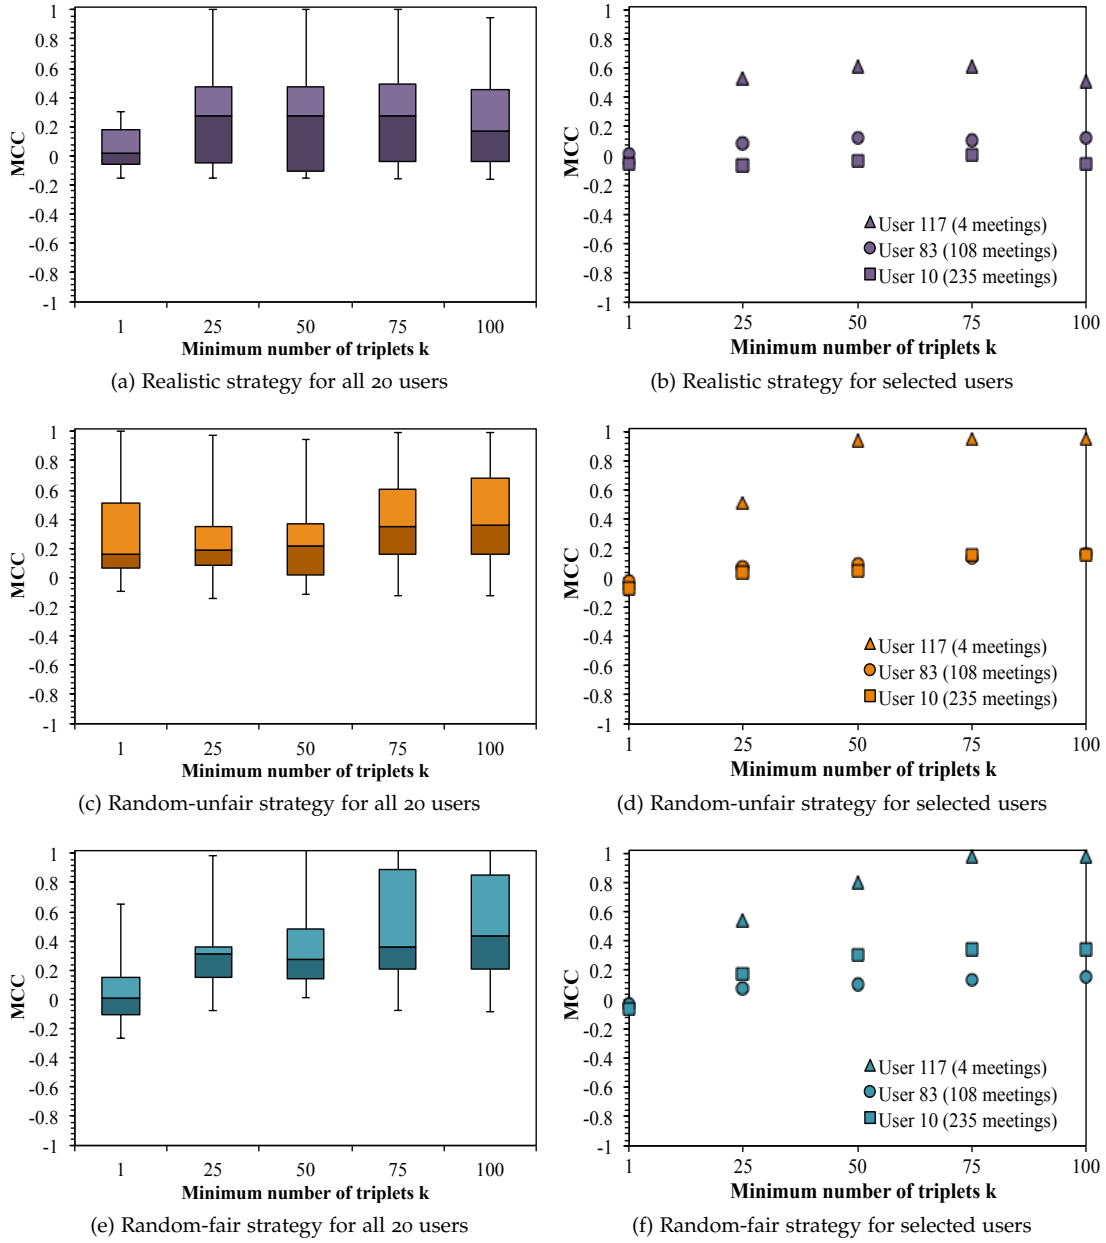 1
0.8
0.6
0.4
0.2
0
-0.2
-0.4
-0.6
-0.8
-1
MCC
1 25 50 75 100
Minimum number of triplets k
(a) Realistic strategy for all 20 users
1
0.8
0.6
0.4
0.2
0
-0.2
-0.4
-0.6
-0.8
-1
MCC
User 117 (4 meetings)
User 83 (108 meetings)
User 10 (235 meetings)
1 25 50 75 100
Minimum number of triplets k
(b) Realistic strategy for selected users
1
0.8
0.6
0.4
0.2
0
-0.2
-0.4
-0.6
-0.8
-1
MCC
1 25 50 75 100
Minimum number of triplets k
(c) Random-unfair strategy for all 20 users
1
0.8
0.6
0.4
0.2
0
-0.2
-0.4
-0.6
-0.8
-1
MCC
User 117 (4 meetings)
User 83 (108 meetings)
User 10 (235 meetings)
1 25 50 75 100
Minimum number of triplets k
(d) Random-unfair strategy for selected users
1
0.8
0.6
0.4
0.2
0
-0.2
-0.4
-0.6
-0.8
-1
MCC
1 25 50 75 100
Minimum number of triplets k
(e) Random-fair strategy for all 20 users
1
0.8
0.6
0.4
0.2
0
-0.2
-0.4
-0.6
-0.8
-1
MCC
User 117 (4 meetings)
User 83 (108 meetings)
User 10 (235 meetings)
1 25 50 75 100
Minimum number of triplets k
(f) Random-fair strategy for selected users